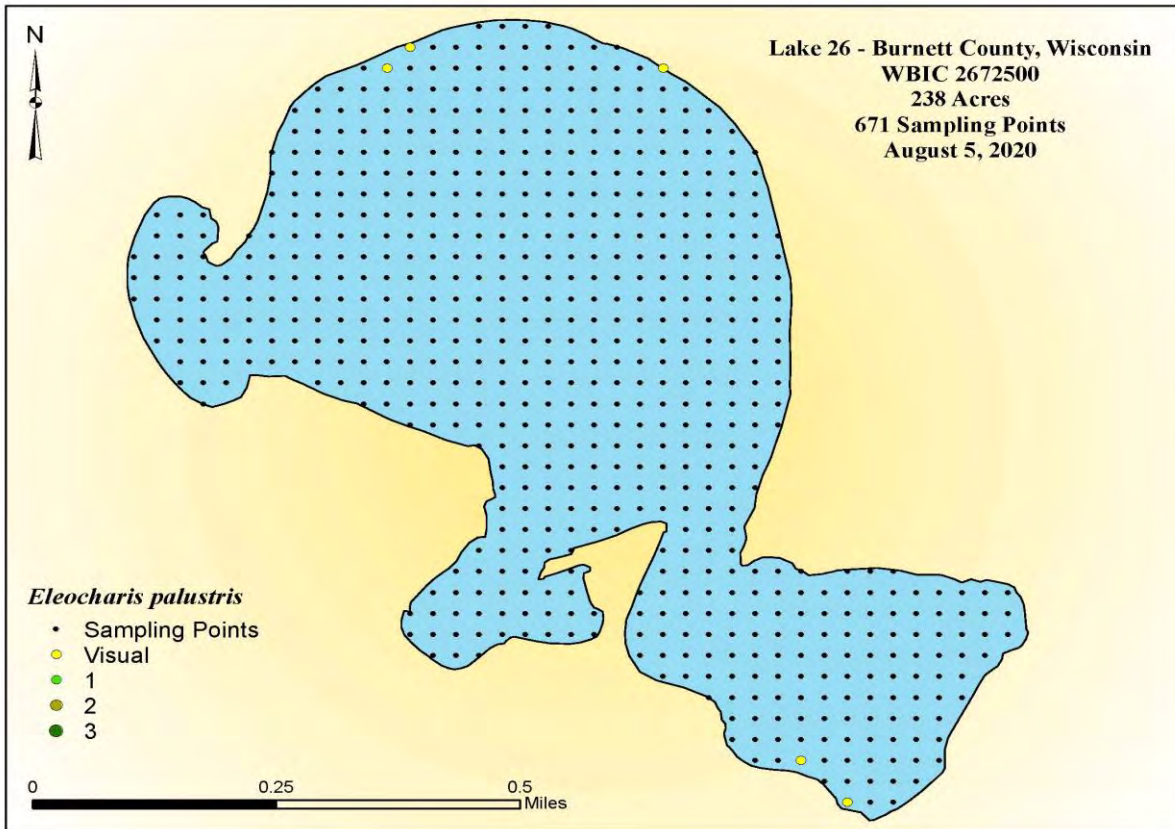 N
Lake 26 - Burnett County, Wisconsin
WBIC 2672500
238 Acres
671 Sampling Points
August 5, 2020
Eleocharis palustris
Sampling Points
Visual
1
2
3
0 0.25 0.5
Miles